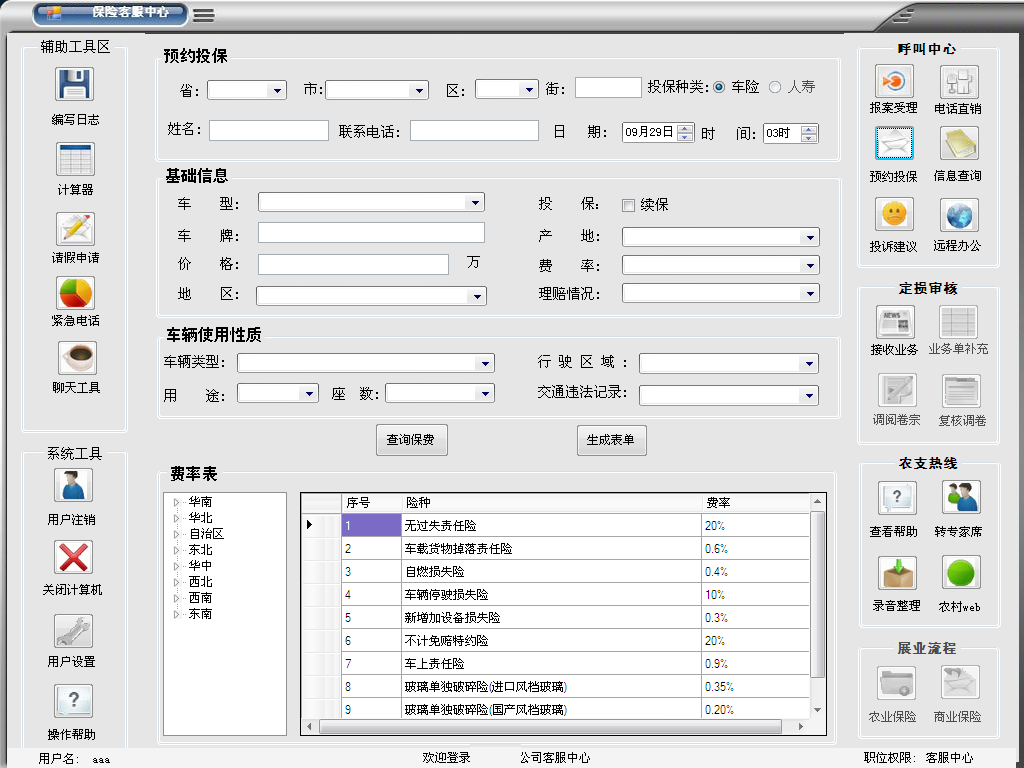 保险客服中心
辅助工具区
编写日志
计算器
请假申请
紧急电话
聊天工具
系统工具
用户注销
关闭计算机
用户设置
操作帮助
预约投保
省: 市: 区: 街: 投保种类: 车险 人寿
姓名: 联系电话: 日 期: 09月29日 时 间: 03时
基础信息
车 型: 投 保: 续保
车 牌: 产 地:
价 格: 万 费 率:
地 区: 理赔情况:
车辆使用性质
车辆类型: 行 驶 区 域 :
用 途: 座 数: 交通违法记录:
查询保费 生成表单
费率表
华南
华北
自治区
东北
华中
西北
西南
东南
序号 险种 费率
1 无过失责任险 20%
2 车载货物掉落责任险 0.6%
3 自燃损失险 0.4%
4 车辆停驶损失险 10%
5 新增加设备损失险 0.3%
6 不计免赔特约险 20%
7 车上责任险 0.9%
8 玻璃单独破碎险(进口风档玻璃) 0.35%
9 玻璃单独破碎险(国产风档玻璃) 0.20%
呼叫中心
报案受理 电话直销
预约投保 信息查询
投诉建议 远程办公
定损审核
NEWS
接收业务 业务单补充
调阅卷宗 复核调卷
农支热线
查看帮助 转专家席
录音整理 农村web
展业流程
农业保险 商业保险
用户名: aaa 欢迎登录 公司客服中心 职位权限: 客服中心